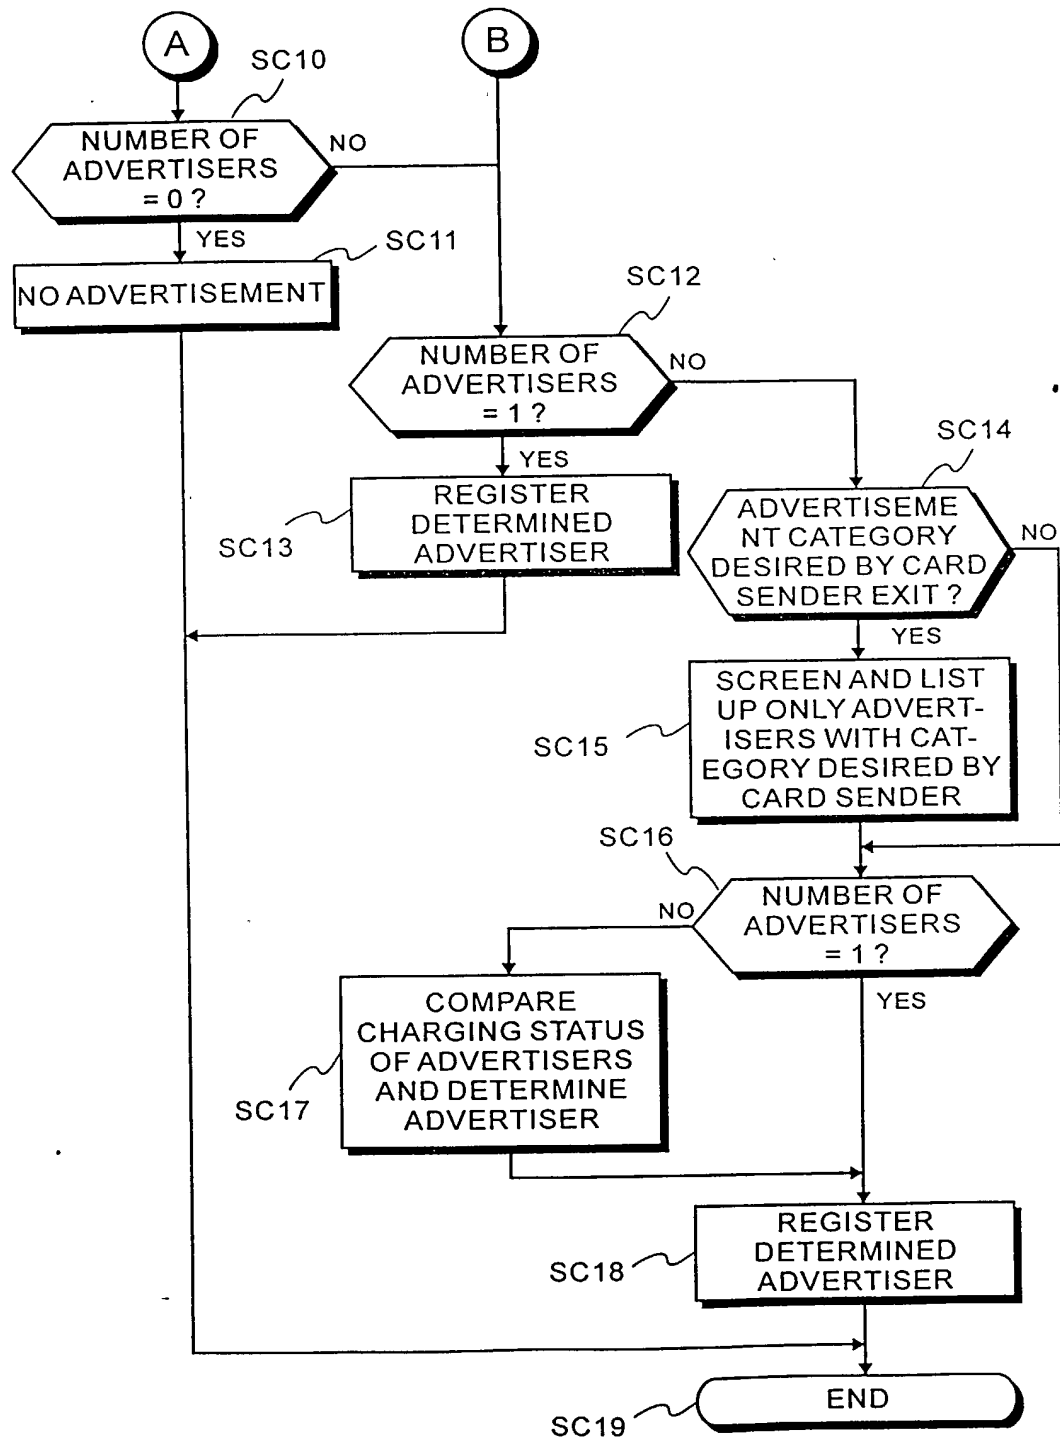 A
B
SC10
NUMBER OF
ADVERTISERS
= 0 ?
NO
YES
SC11
NO ADVERTISEMENT
SC12
NUMBER OF
ADVERTISERS
= 1 ?
NO
YES
SC13
REGISTER
DETERMINED
ADVERTISER
SC14
ADVERTISEME
NT CATEGORY
DESIRED BY CARD
SENDER EXIT ?
NO
YES
SC15
SCREEN AND LIST
UP ONLY ADVERT-
ISERS WITH CAT-
EGORY DESIRED BY
CARD SENDER
SC16
NUMBER OF
ADVERTISERS
= 1 ?
NO
YES
SC17
COMPARE
CHARGING STATUS
OF ADVERTISERS
AND DETERMINE
ADVERTISER
SC18
REGISTER
DETERMINED
ADVERTISER
SC19
END